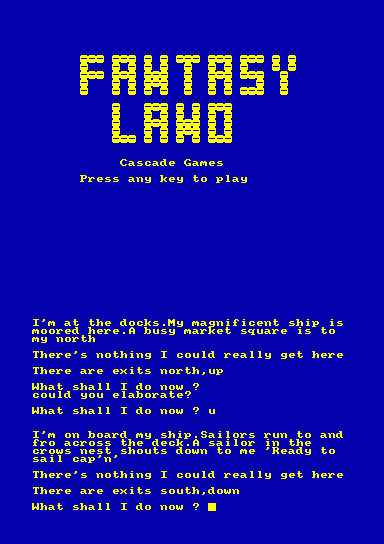 FANTASY
LAND
Cascade Games
Press any key to play
I'm at the docks.My magnificent ship is
moored here.A busy market square is to
my north
There's nothing I could really get here
There are exits north,up
What shall I do now ?
could you elaborate?
What shall I do now ? u
I'm on board my ship.Sailors run to and
fro across the deck.A sailor in the
crows nest shouts down to me 'Ready to
sail cap'n'
There's nothing I could really get here
There are exits south,down
What shall I do now ?